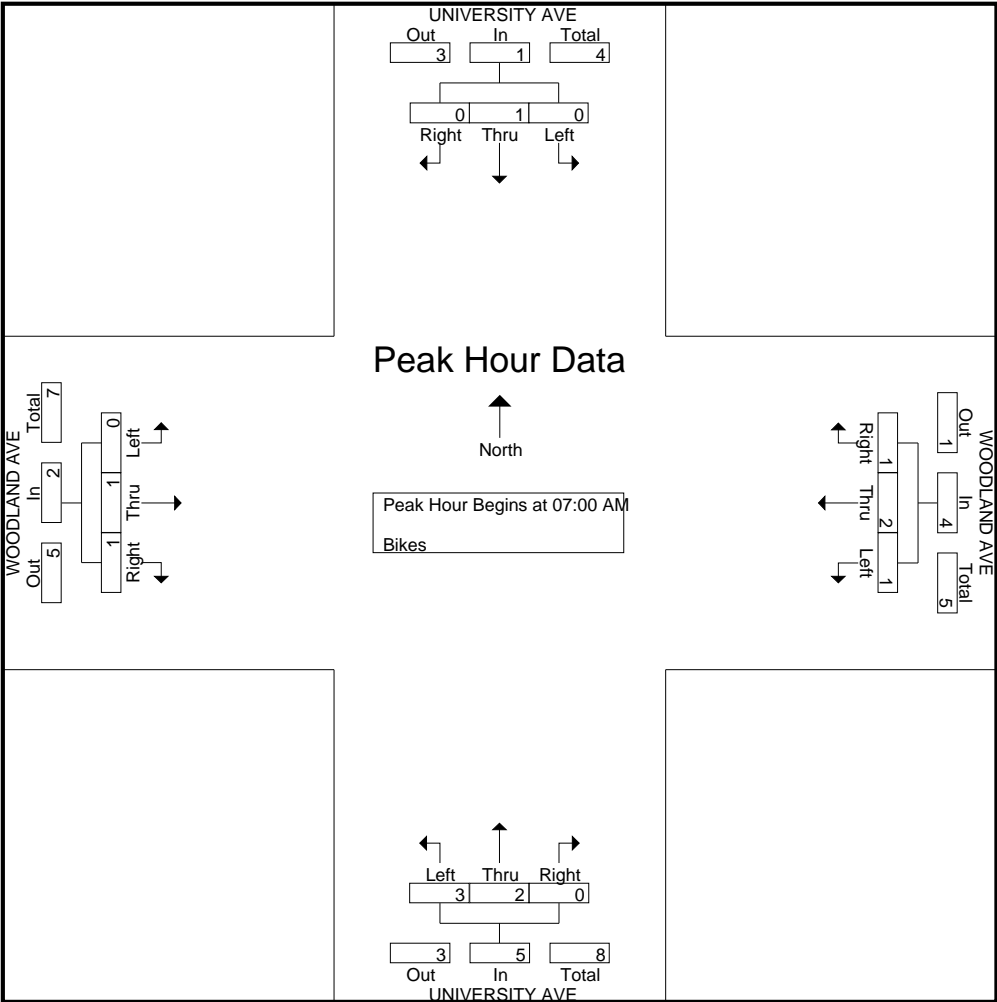 UNIVERSITY AVE
Out In Total
3 1 4
0 1 0
Right Thru Left
Peak Hour Data
North
Peak Hour Begins at 07:00 AM
Bikes
WOODLAND AVE
Out In Total
5 2 7
1 1 0
Right Thru Left
WOODLAND AVE
Out In Total
1 4 5
1 2 1
Right Thru Left
Left Thru Right
3 2 0
3 5 8
Out In Total
UNIVERSITY AVE